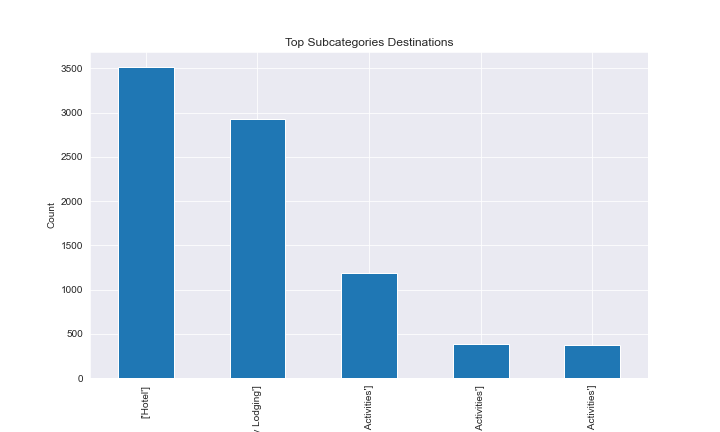 Top Subcategories Destinations
3500
3000
2500
2000
1500
1000
500
0
Count
['Hotel']
Lodging']
Activities']
Activities']
Activities']